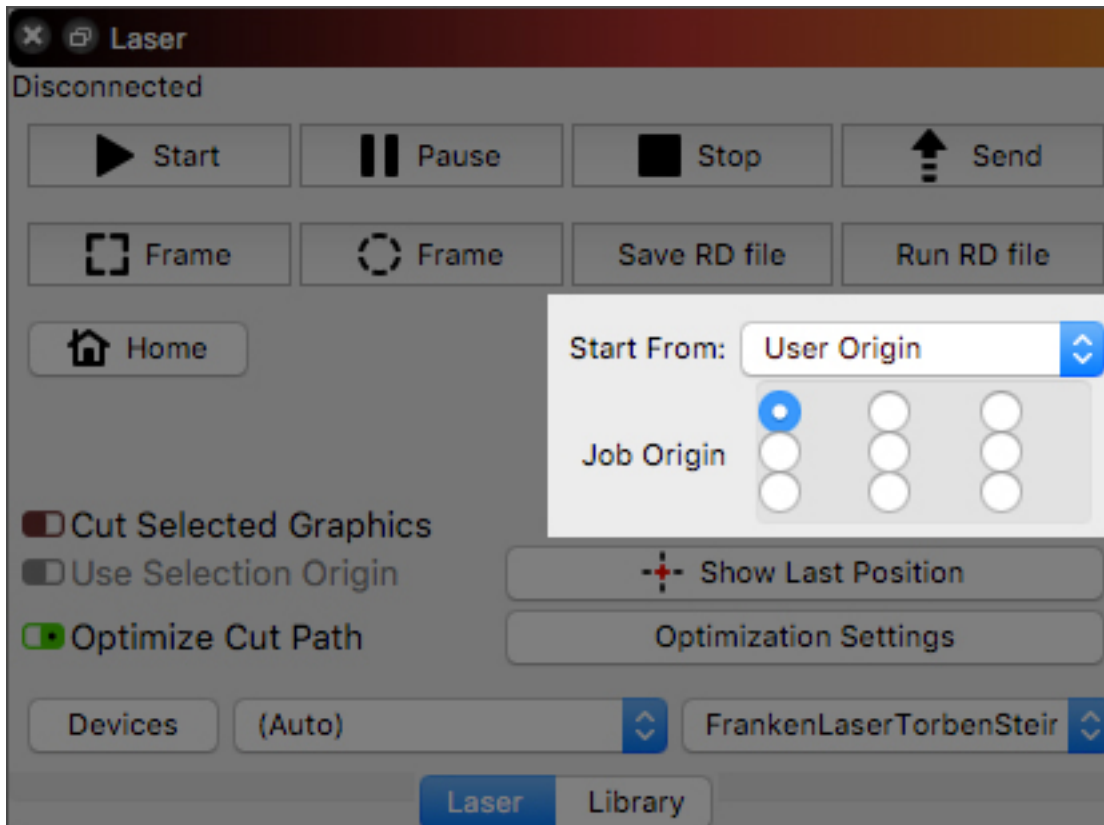 Laser
Disconnected
Start Pause Stop Send
Frame Frame Save RD file Run RD file
Home Start From: User Origin
Job Origin
Cut Selected Graphics
Use Selection Origin Show Last Position
Optimize Cut Path Optimization Settings
Devices (Auto) FrankenLaserTorbenSteir
Laser Library